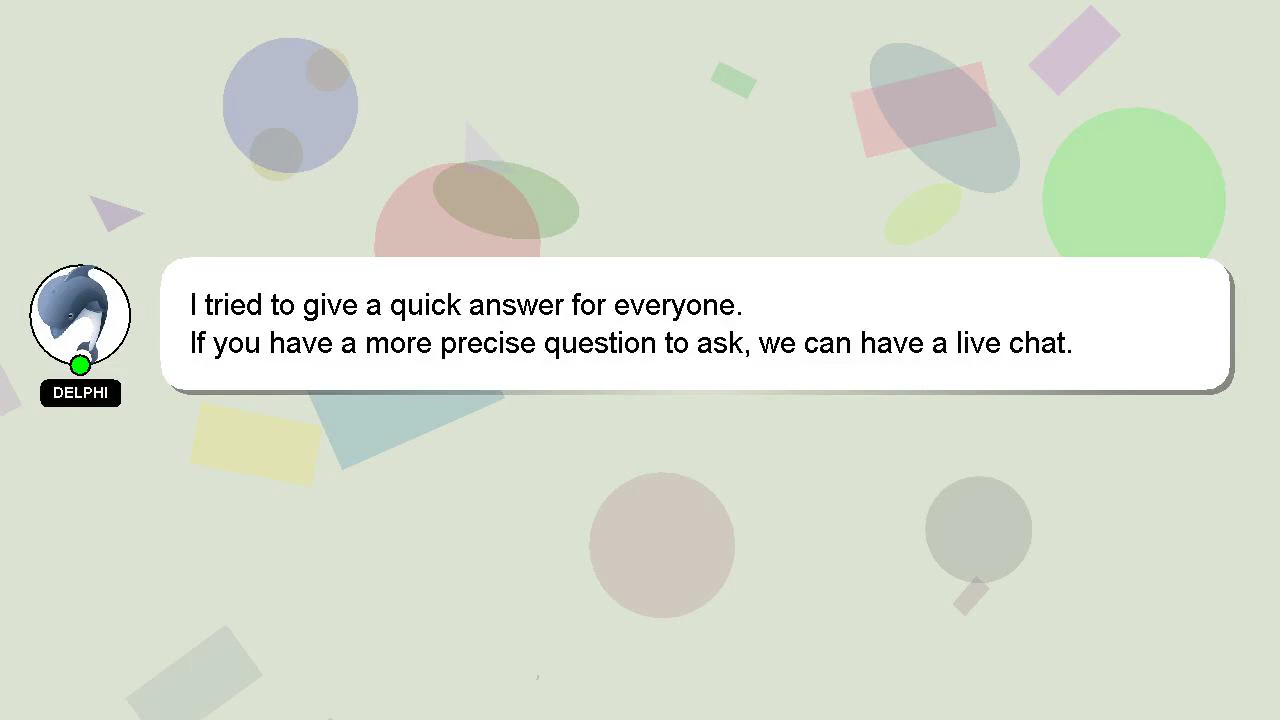 I tried to give a quick answer for everyone.
If you have a more precise question to ask, we can have a live chat.
DELPHI